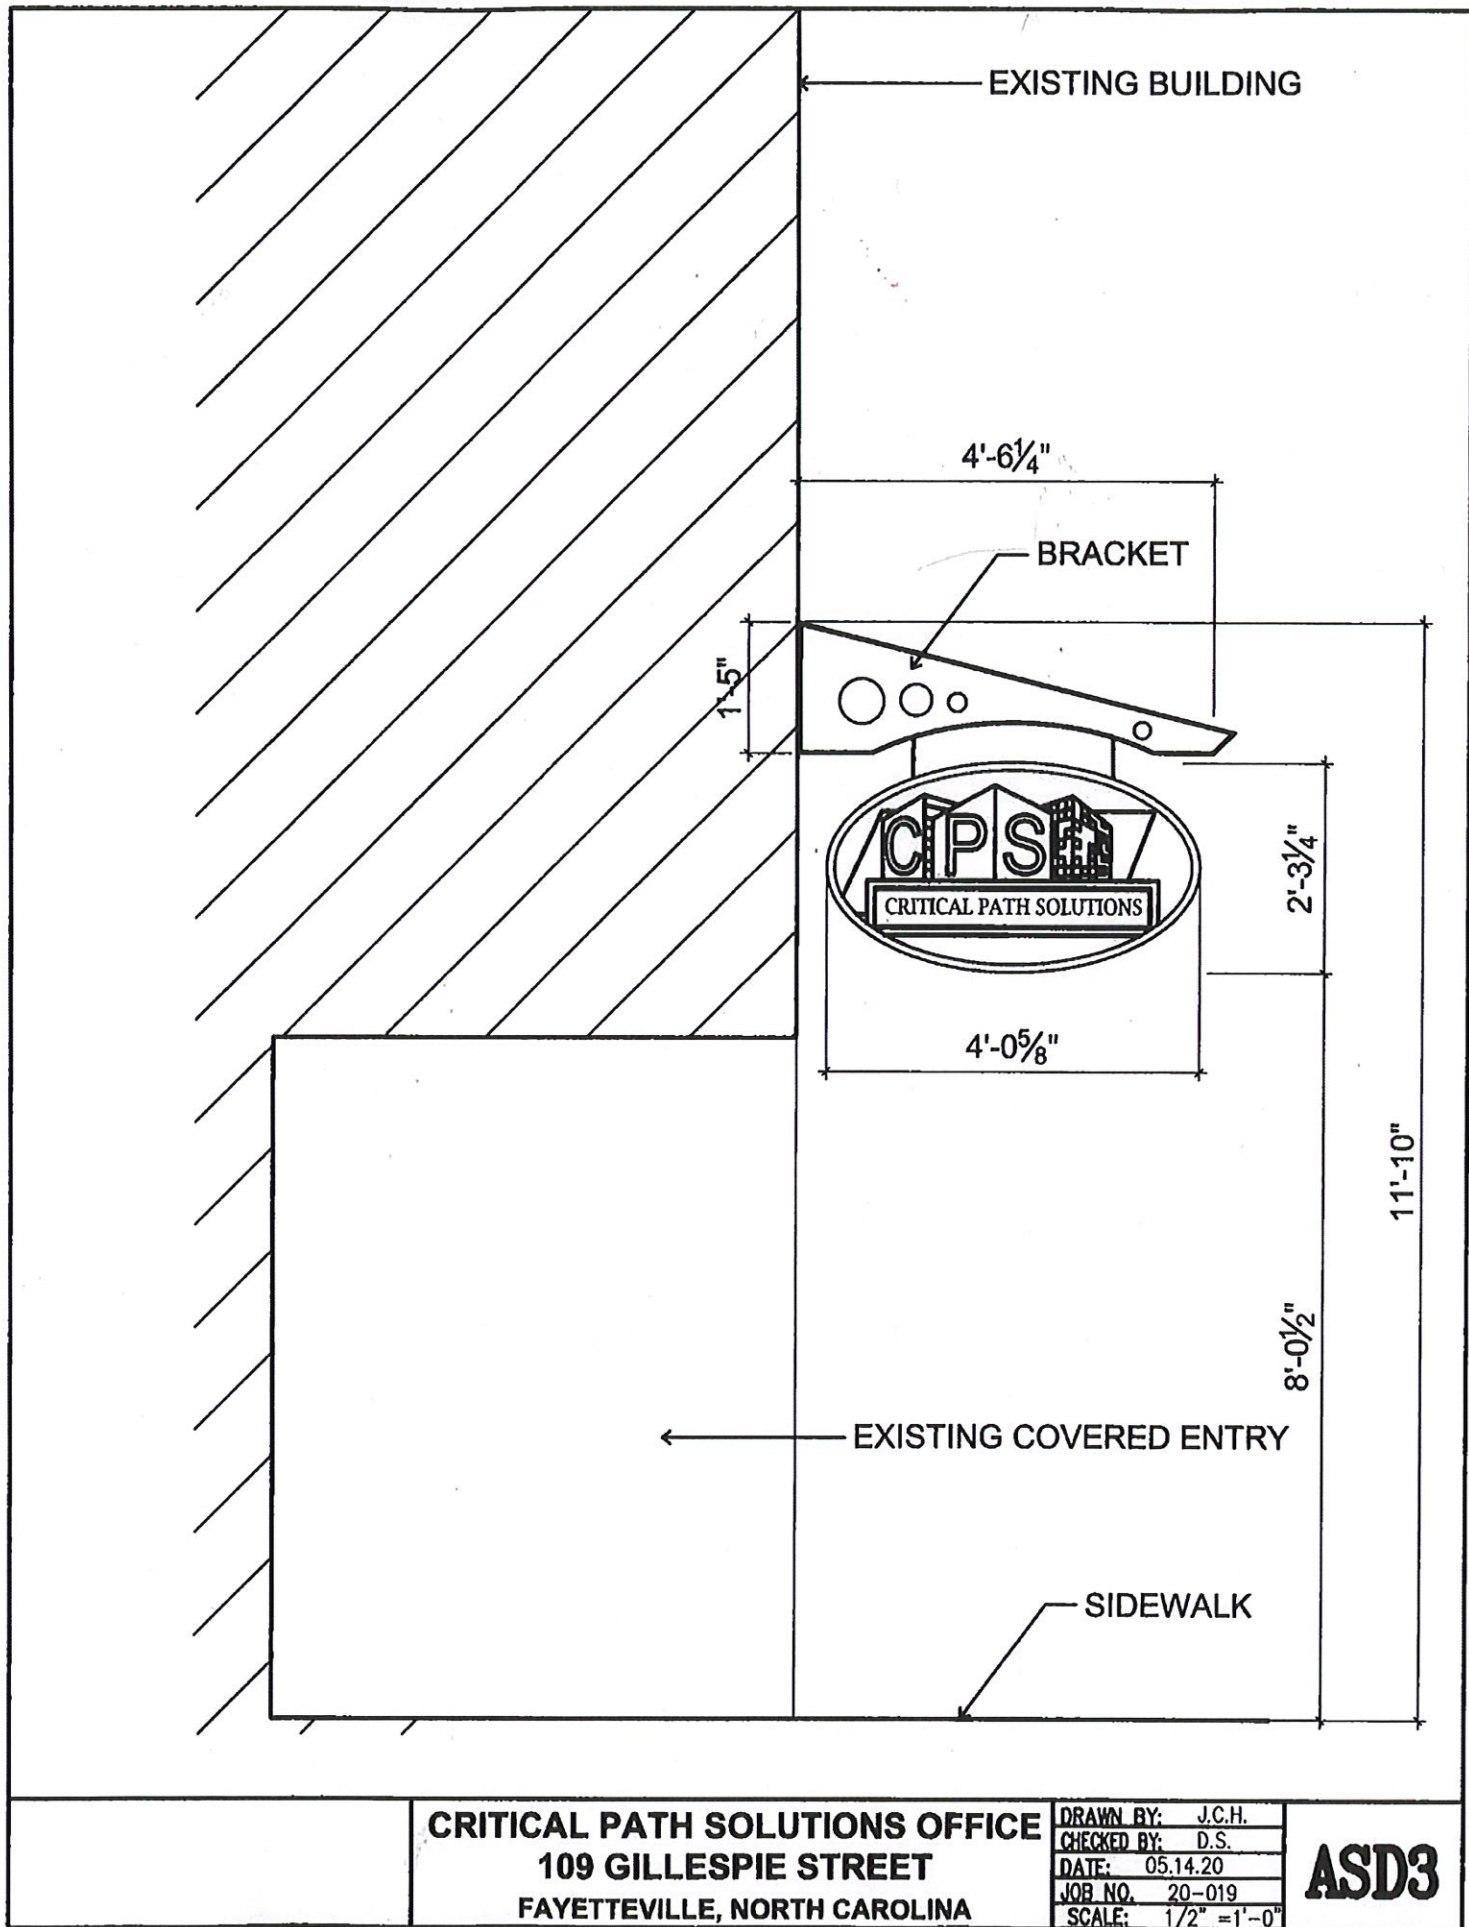 EXISTING BUILDING
4'-6¼"
BRACKET
1'-5"
CPS
CRITICAL PATH SOLUTIONS
2'-3¼"
4'-0⅝"
11'-10"
8'-0½"
EXISTING COVERED ENTRY
SIDEWALK
CRITICAL PATH SOLUTIONS OFFICE
109 GILLESPIE STREET
FAYETTEVILLE, NORTH CAROLINA
DRAWN BY: J.C.H.
CHECKED BY: D.S.
DATE: 05.14.20
JOB NO. 20-019
SCALE: 1/2" =1'-0"
ASD3